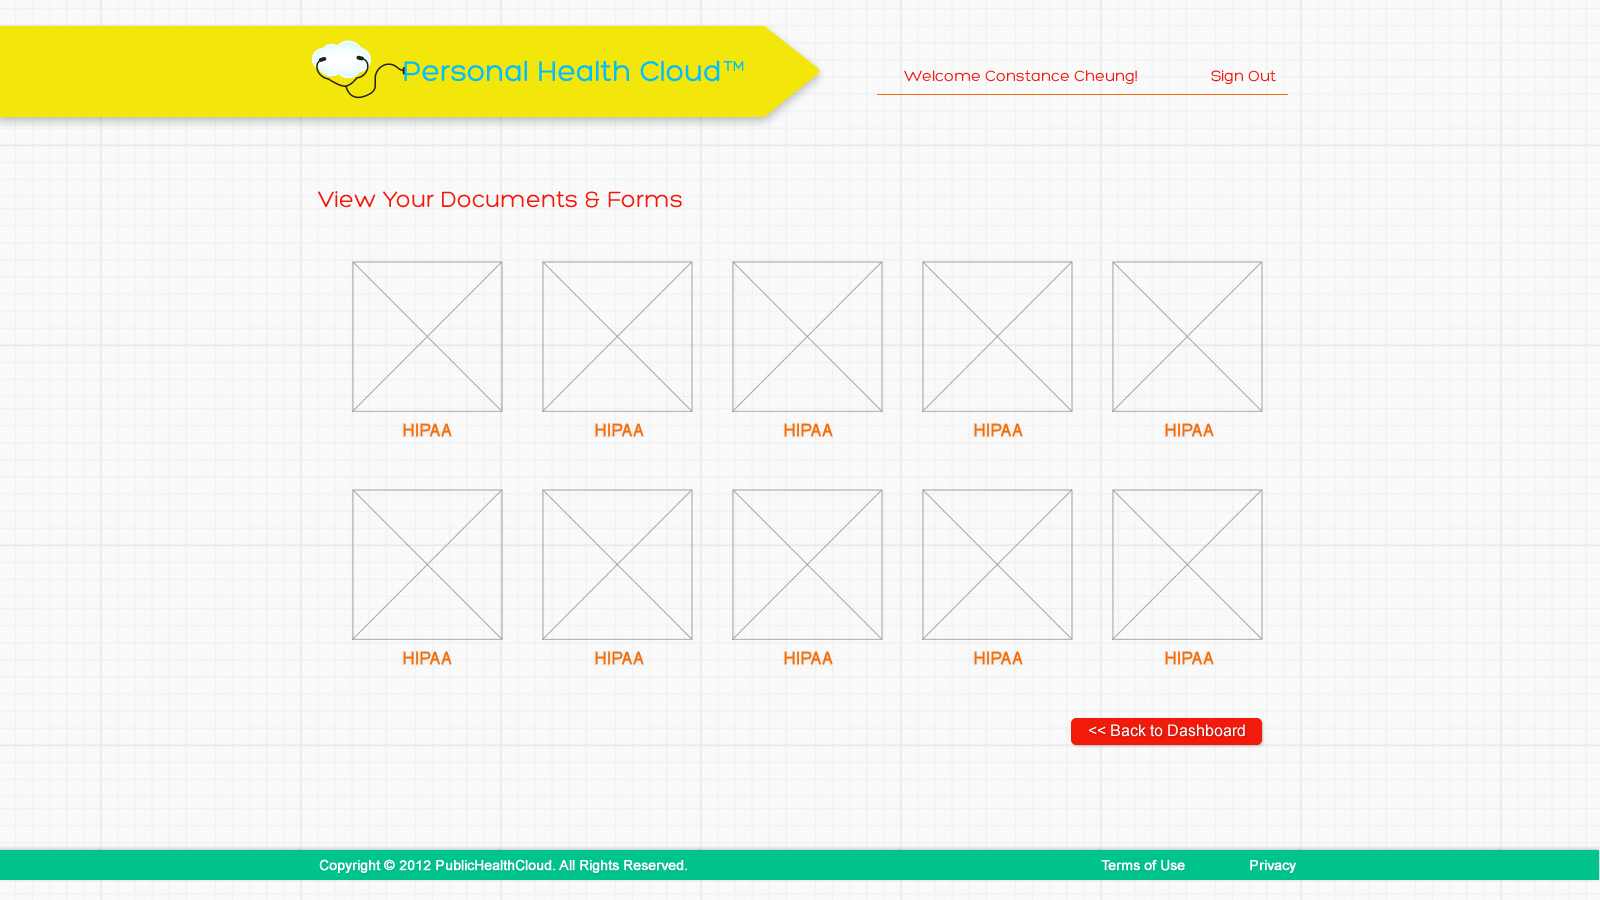 Personal Health Cloud™
Welcome Constance Cheung!
Sign Out
View Your Documents & Forms
HIPAA HIPAA HIPAA HIPAA HIPAA
HIPAA HIPAA HIPAA HIPAA HIPAA
<< Back to Dashboard
Copyright © 2012 PublicHealthCloud. All Rights Reserved.
Terms of Use
Privacy